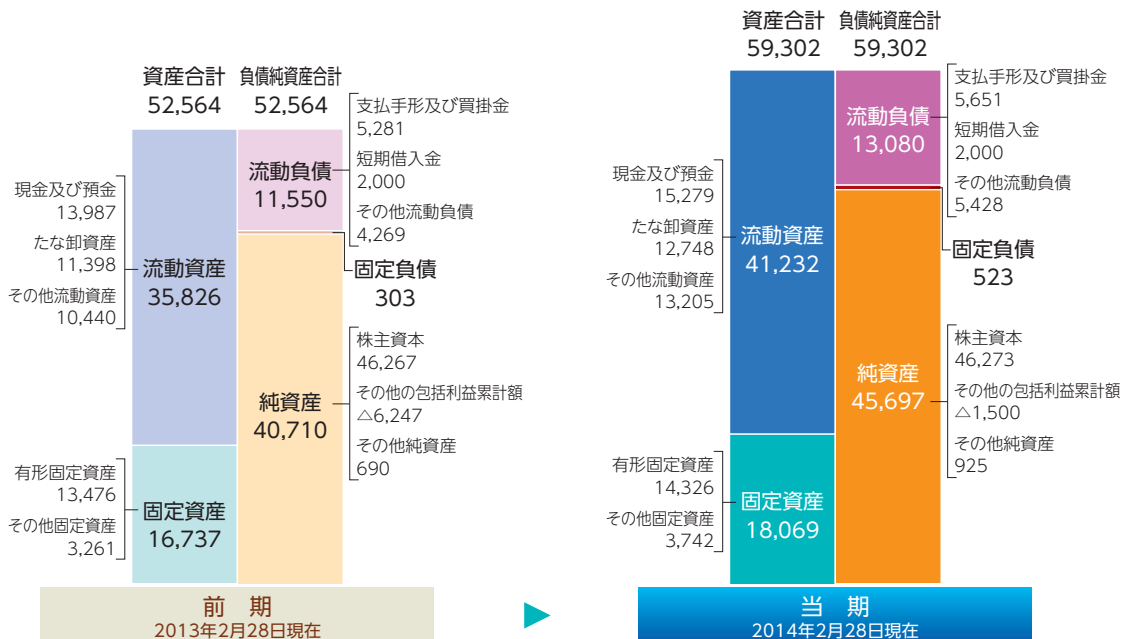 資産合計
52,564
負債純資産合計
52,564
現金及び預金
13,987
たな卸資産
11,398
その他流動資産
10,440
流動資産
35,826
有形固定資産
13,476
その他固定資産
3,261
固定資産
16,737
流動負債
11,550
支払手形及び買掛金
5,281
短期借入金
2,000
その他流動負債
4,269
固定負債
303
純資産
40,710
株主資本
46,267
その他の包括利益累計額
△6,247
その他純資産
690
前 期
2013年2月28日現在
資産合計
59,302
負債純資産合計
59,302
現金及び預金
15,279
たな卸資産
12,748
その他流動資産
13,205
流動資産
41,232
有形固定資産
14,326
その他固定資産
3,742
固定資産
18,069
流動負債
13,080
支払手形及び買掛金
5,651
短期借入金
2,000
その他流動負債
5,428
固定負債
523
純資産
45,697
株主資本
46,273
その他の包括利益累計額
△1,500
その他純資産
925
当 期
2014年2月28日現在